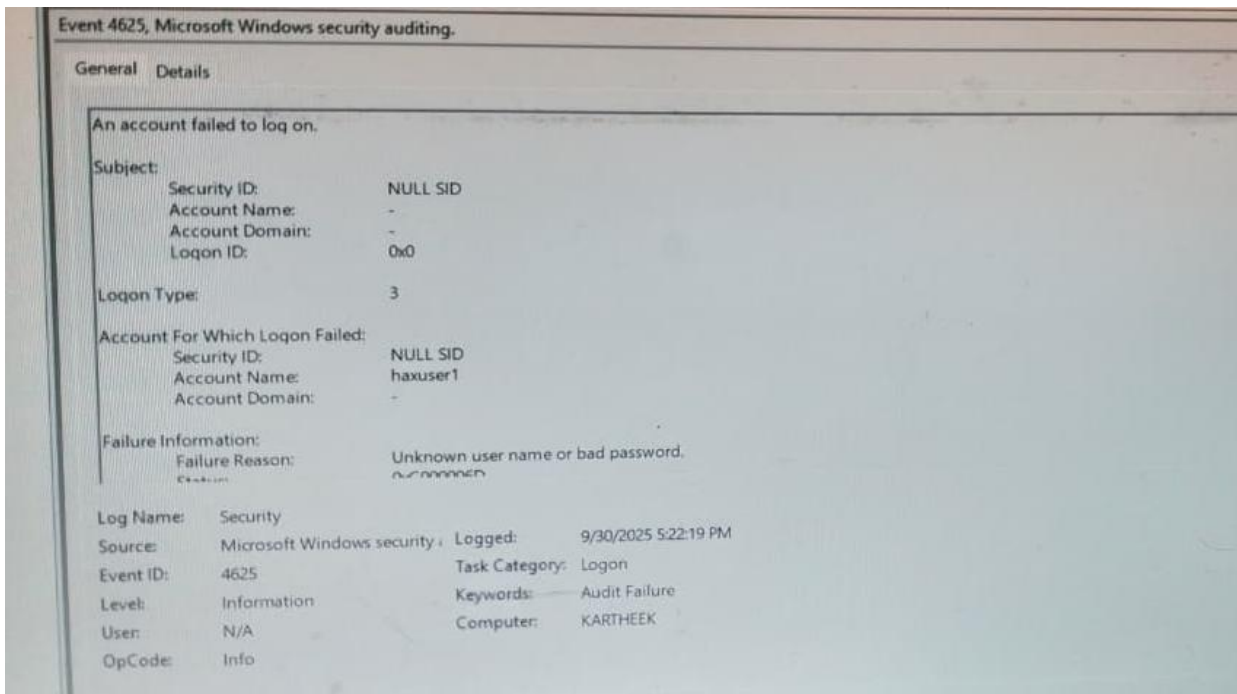 Event 4625, Microsoft Windows security auditing.
General Details
An account failed to log on.
Subject:
Security ID: NULL SID
Account Name: -
Account Domain: -
Logon ID: 0x0
Logon Type: 3
Account For Which Logon Failed:
Security ID: NULL SID
Account Name: haxuser1
Account Domain: -
Failure Information:
Failure Reason: Unknown user name or bad password.
Log Name: Security
Source: Microsoft Windows security Logged: 9/30/2025 5:22:19 PM
Event ID: 4625 Task Category: Logon
Level: Information Keywords: Audit Failure
User: N/A Computer: KARTHEEK
OpCode: Info